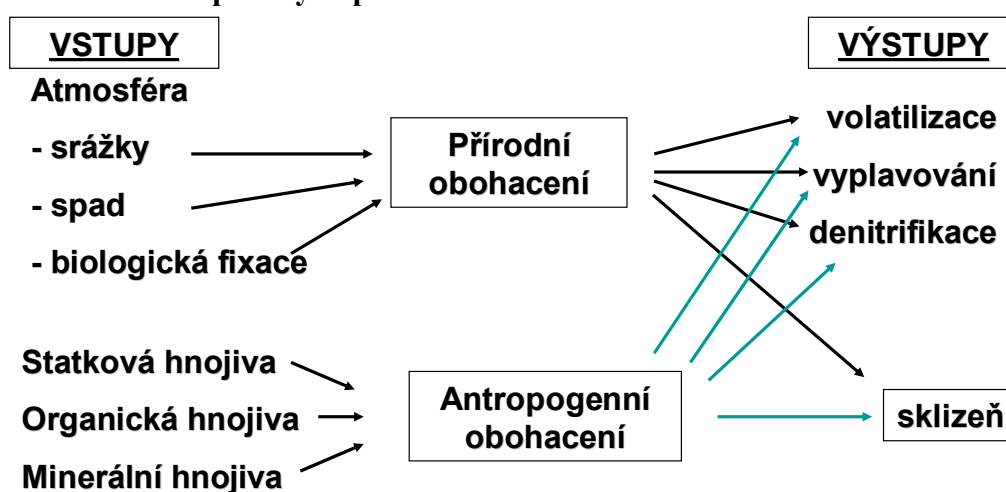 VSTUPY
Atmosféra
- srážky
- spad
- biologická fixace
Statková hnojiva
Organická hnojiva
Minerální hnojiva
Přírodní
obohacení
Antropogenní
obohacení
VÝSTUPY
volatilizace
vyplavování
denitrifikace
sklizeň